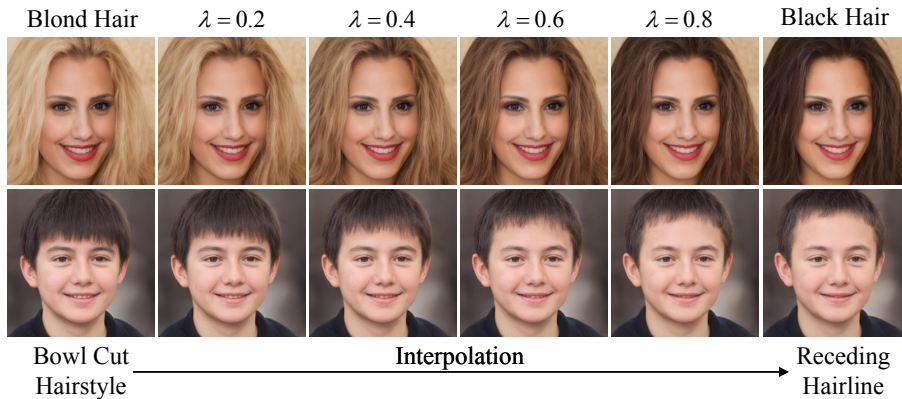 Blond Hair λ = 0.2 λ = 0.4 λ = 0.6 λ = 0.8 Black Hair
Bowl Cut Hairstyle
Interpolation
Receding Hairline